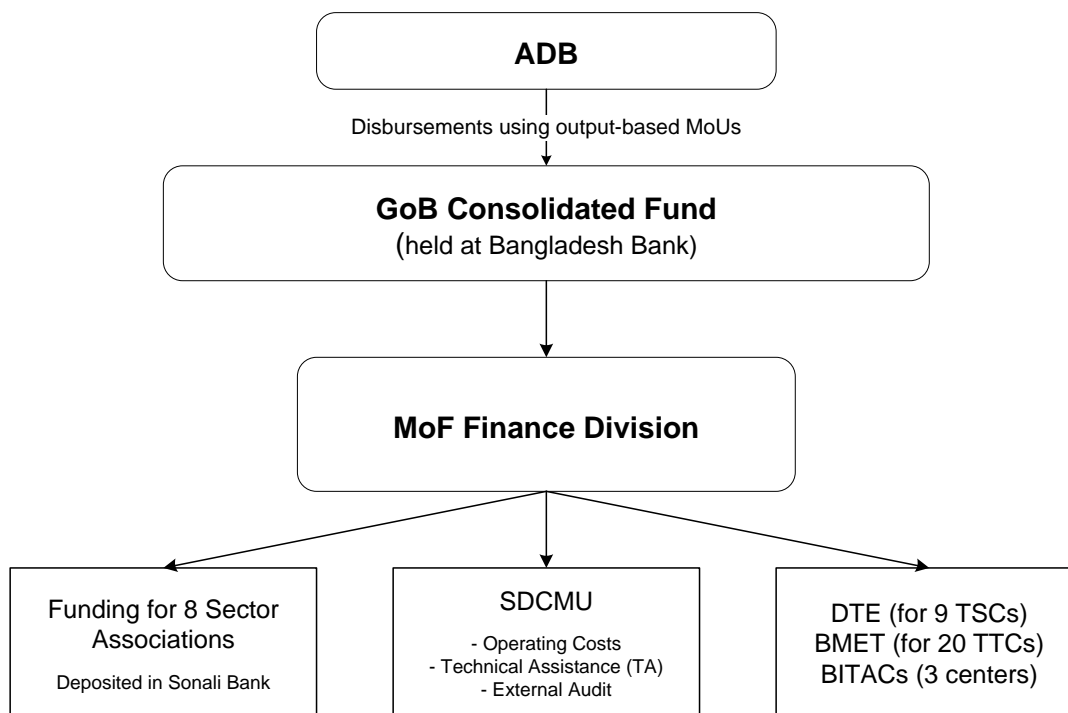 ADB
Disbursements using output-based MoUs
GoB Consolidated Fund
(held at Bangladesh Bank)
MoF Finance Division
Funding for 8 Sector
Associations
Deposited in Sonali Bank
SDCMU
- Operating Costs
- Technical Assistance (TA)
- External Audit
DTE (for 9 TSCs)
BMET (for 20 TTCs)
BITACs (3 centers)